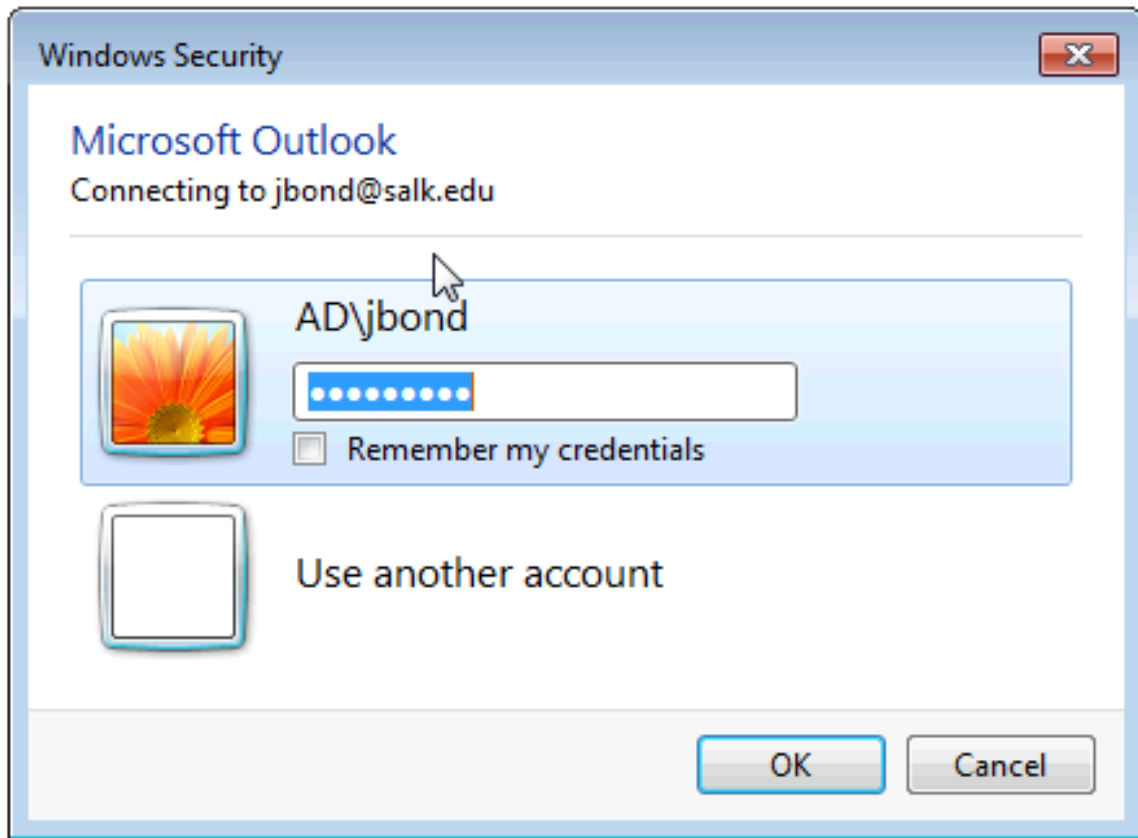 Windows Security
Microsoft Outlook
Connecting to jbond@salk.edu
AD\jbond
•••••••••
Remember my credentials
Use another account
OK
Cancel